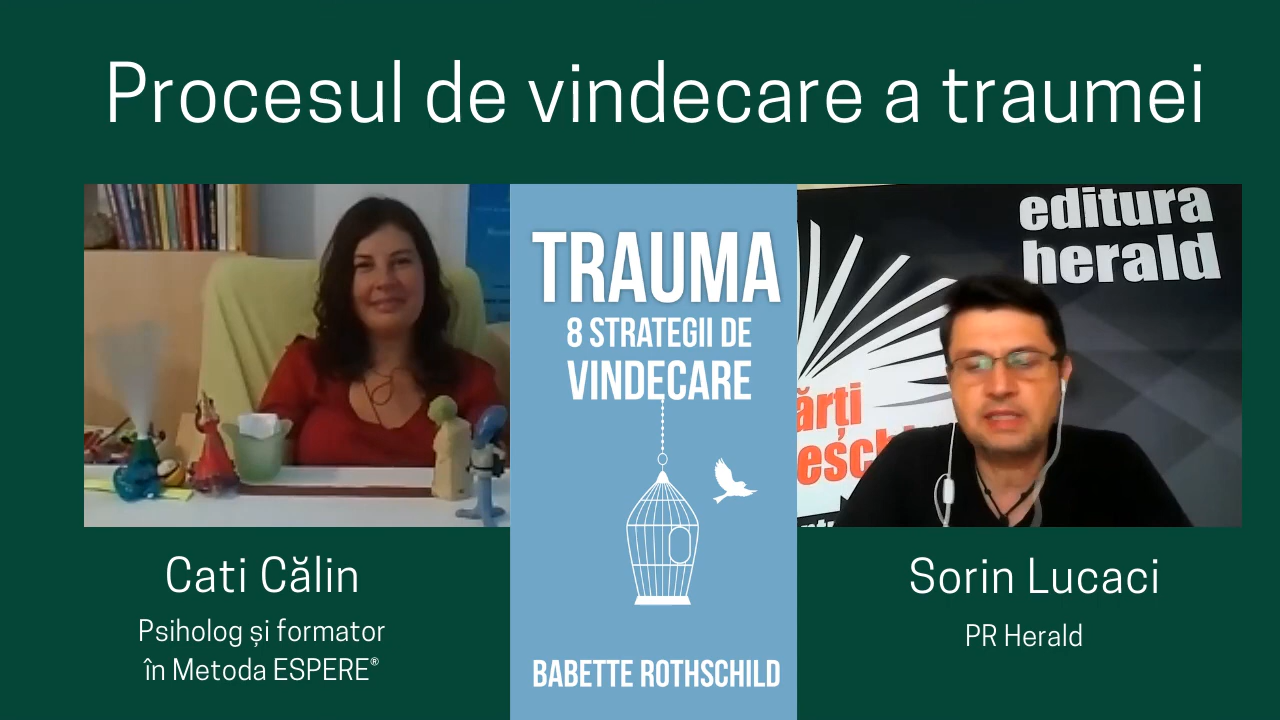 Procesul de vindecare a traumei
TRAUMA
8 STRATEGII DE
VINDECARE
BABETTE ROTHSCHILD
editura
herald
Cati Călin
Psiholog și formator
în Metoda ESPERE®
Sorin Lucaci
PR Herald